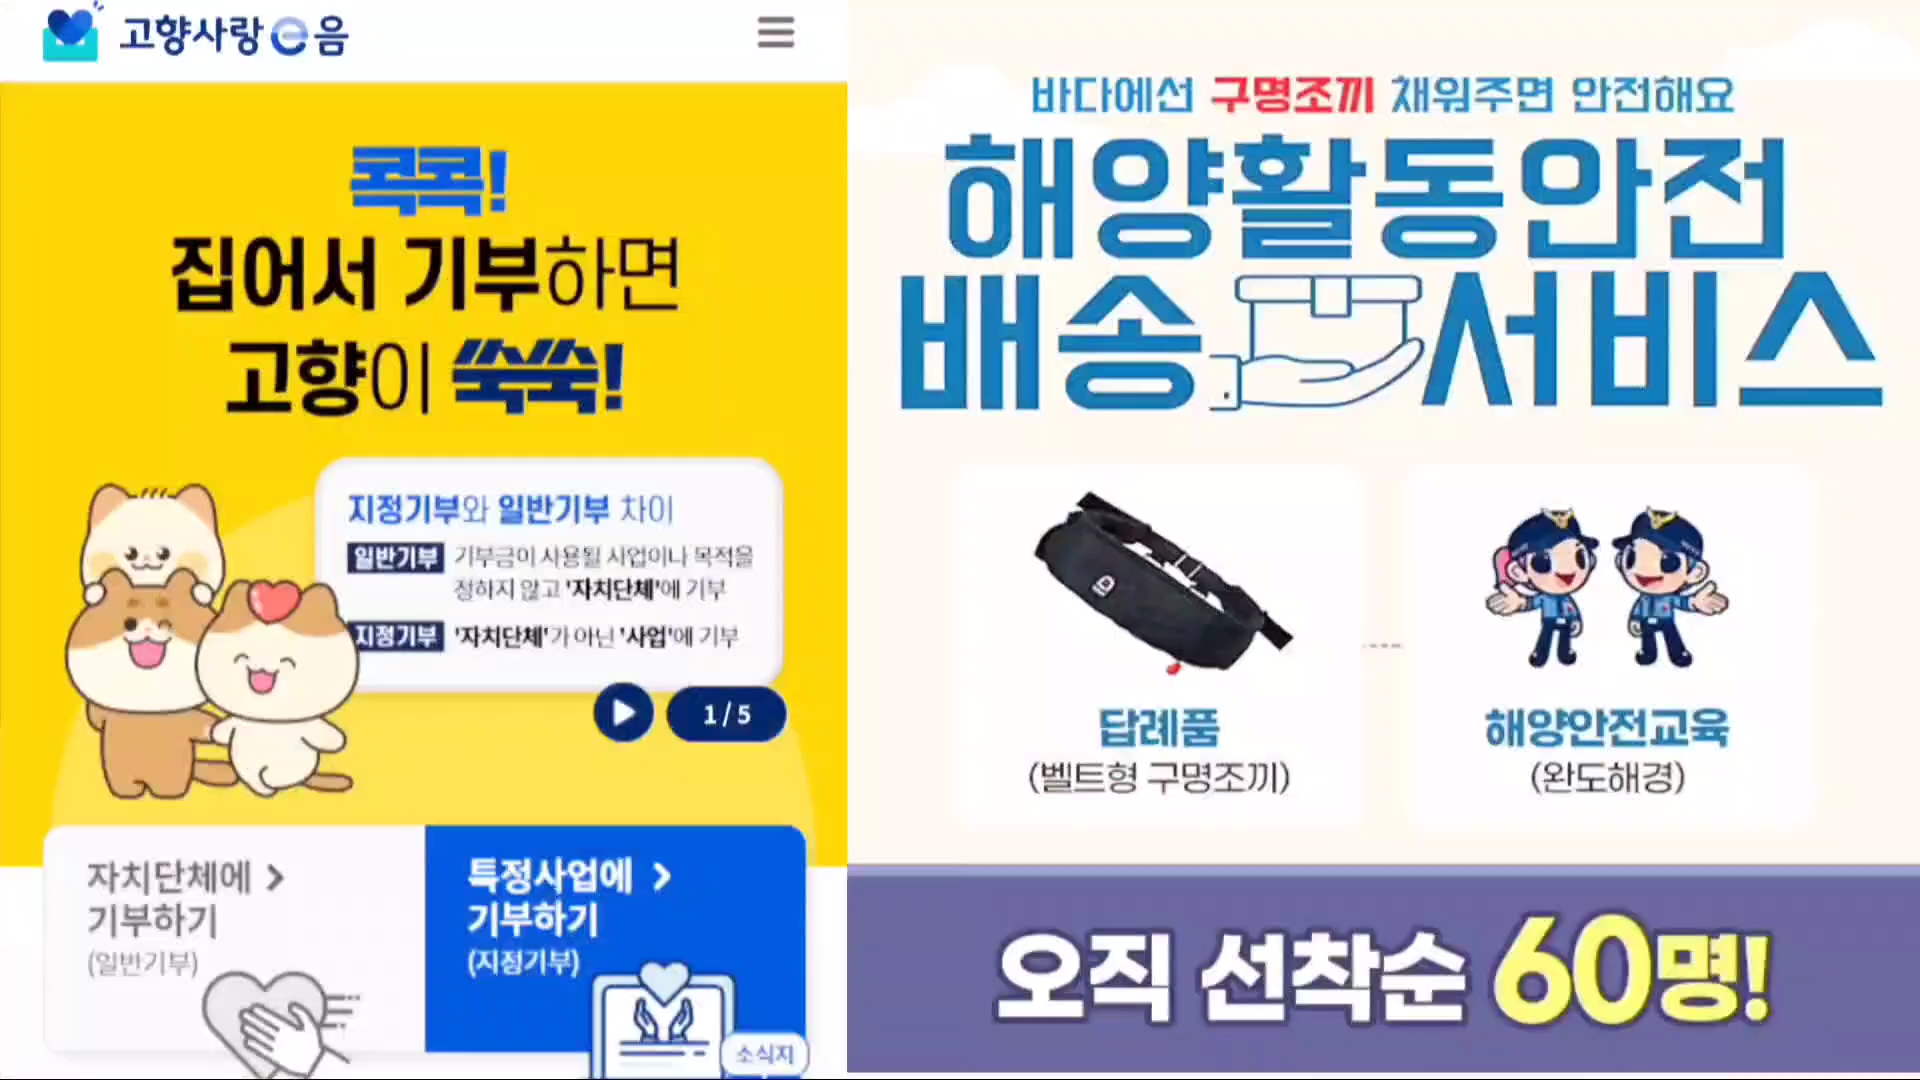 고향사랑e음
콕콕!
집어서 기부하면
고향이 쑥쑥!
지정기부와 일반기부 차이
일반기부 기부금이 사용될 사업이나 목적을
정하지 않고 '자치단체'에 기부
지정기부 '자치단체'가 아닌 '사업'에 기부
1 / 5
자치단체에 >
기부하기
(일반기부)
특정사업에 >
기부하기
(지정기부)
소식지
바다에선 구명조끼 채워주면 안전해요
해양활동안전
배송서비스
답례품
(벨트형 구명조끼)
해양안전교육
(완도해경)
오직 선착순 60명!